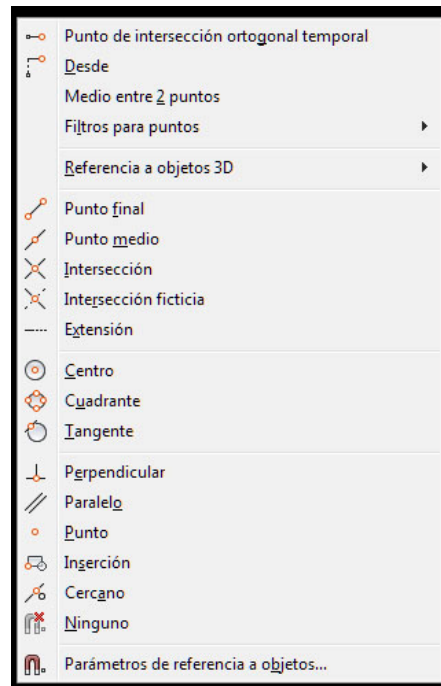 Punto de intersección ortogonal temporal
Desde
Medio entre 2 puntos
Filtros para puntos
Referencia a objetos 3D
Punto final
Punto medio
Intersección
Intersección ficticia
Extensión
Centro
Cuadrante
Tangente
Perpendicular
Paralelo
Punto
Inserción
Cercano
Ninguno
Parámetros de referencia a objetos...